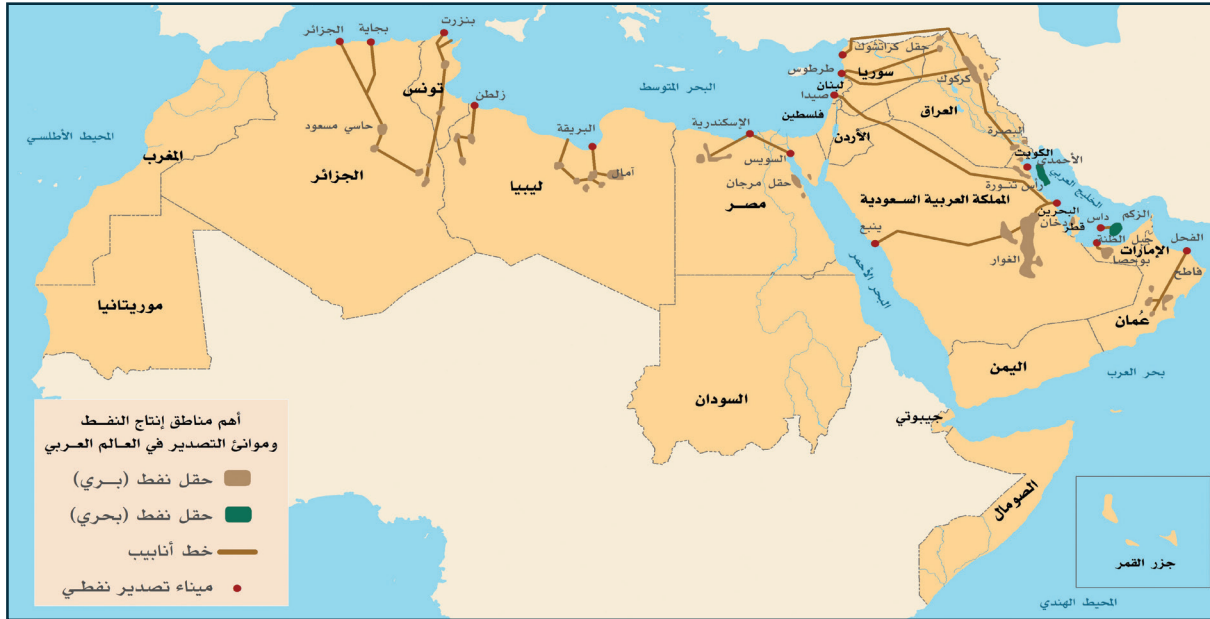 الجزائر
بجاية
بنزرت
تونس
زلطن
البحر المتوسط
المحيط الأطلسي
المغرب
حاسي مسعود
الجزائر
البريقة
آمال
ليبيا
الإسكندرية
السويس
حقل مرجان
مصر
حقل كراتشوك
سوريا
طرطوس
لبنان
صيدا
فلسطين
الأردن
كركوك
العراق
البصرة
الكويت
الأحمدي
رأس تنورة
الخليج العربي
المملكة العربية السعودية
البحرين
دخان
قطر
داس
الزكم
جبل الظنة
الإمارات
بوحصا
الفحل
فاطح
ينبع
الغوار
البحر الأحمر
عُمان
اليمن
بحر العرب
موريتانيا
السودان
جيبوتي
الصومال
جزر القمر
المحيط الهندي
أهم مناطق إنتاج النفط
وموانئ التصدير في العالم العربي
حقل نفط (بري)
حقل نفط (بحري)
خط أنابيب
ميناء تصدير نفطي